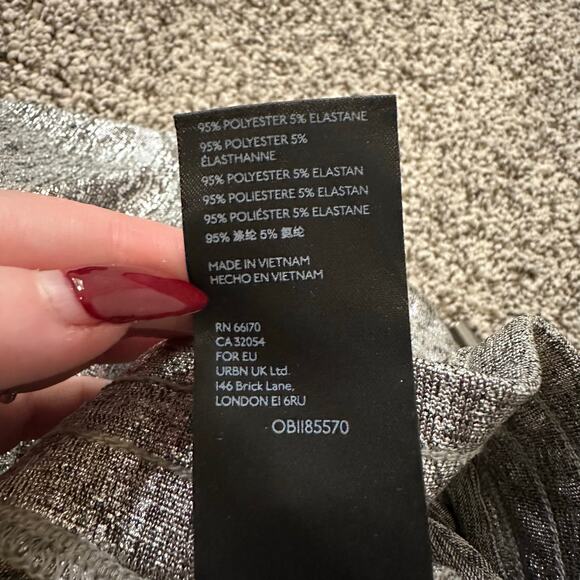 95% POLYESTER 5% ELASTANE
95% POLYESTER 5%
ÉLASTHANNE
95% POLYESTER 5% ELASTAN
95% POLIESTERE 5% ELASTAN
95% POLIÉSTER 5% ELASTANE
95% 涤纶 5% 氨纶
MADE IN VIETNAM
HECHO EN VIETNAM
RN 66170
CA 32054
FOR EU
URBN UK Ltd.
146 Brick Lane,
LONDON E1 6RU
OB1185570